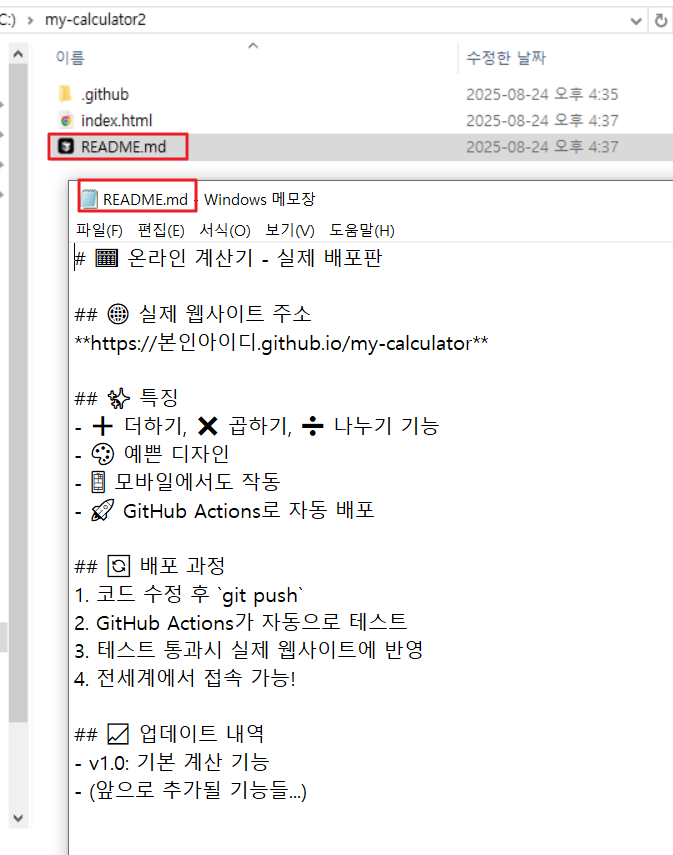 C:) > my-calculator2
이름 수정한 날짜
.github 2025-08-24 오후 4:35
index.html 2025-08-24 오후 4:37
README.md 2025-08-24 오후 4:37
README.md - Windows 메모장
파일(F) 편집(E) 서식(O) 보기(V) 도움말(H)
# 🧮 온라인 계산기 - 실제 배포판
## 🌐 실제 웹사이트 주소
**https://본인아이디.github.io/my-calculator**
## ✨ 특징
- ➕ 더하기, ✖ 곱하기, ➗ 나누기 기능
- 🎨 예쁜 디자인
- 📱 모바일에서도 작동
- 🚀 GitHub Actions로 자동 배포
## 🔄 배포 과정
1. 코드 수정 후 `git push`
2. GitHub Actions가 자동으로 테스트
3. 테스트 통과시 실제 웹사이트에 반영
4. 전세계에서 접속 가능!
## 📈 업데이트 내역
- v1.0: 기본 계산 기능
- (앞으로 추가될 기능들...)